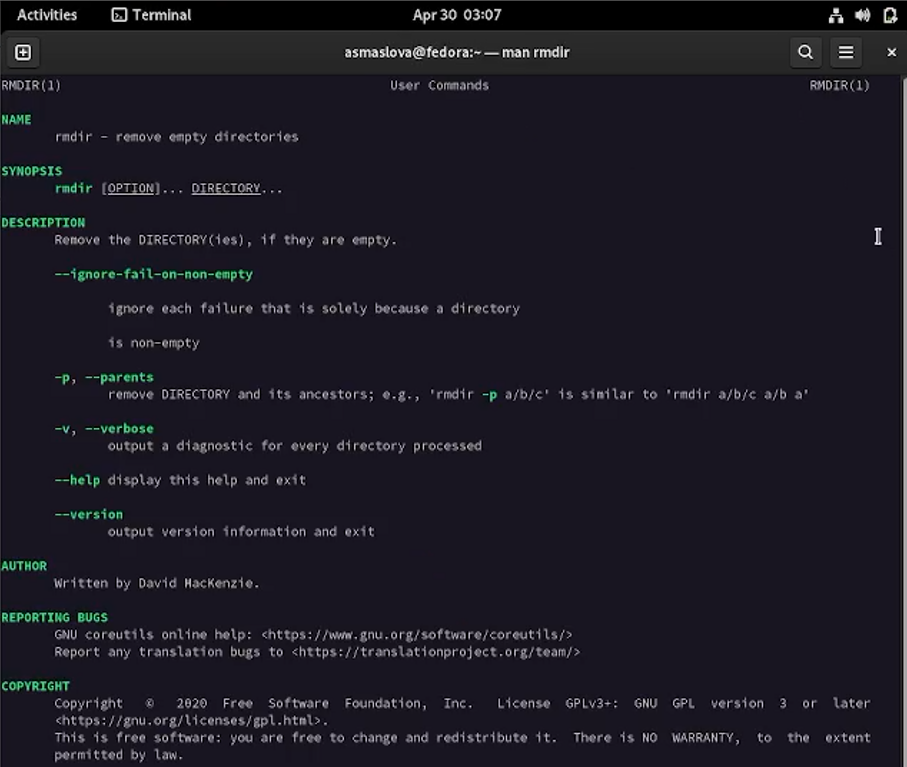 Activities Terminal Apr 30 03:07
asmaslova@fedora:~ — man rmdir
RMDIR(1) User Commands RMDIR(1)
NAME
rmdir - remove empty directories
SYNOPSIS
rmdir [OPTION]... DIRECTORY...
DESCRIPTION
Remove the DIRECTORY(ies), if they are empty.
--ignore-fail-on-non-empty
ignore each failure that is solely because a directory
is non-empty
-p, --parents
remove DIRECTORY and its ancestors; e.g., 'rmdir -p a/b/c' is similar to 'rmdir a/b/c a/b a'
-v, --verbose
output a diagnostic for every directory processed
--help display this help and exit
--version
output version information and exit
AUTHOR
Written by David MacKenzie.
REPORTING BUGS
GNU coreutils online help: <https://www.gnu.org/software/coreutils/>
Report any translation bugs to <https://translationproject.org/team/>
COPYRIGHT
Copyright © 2020 Free Software Foundation, Inc. License GPLv3+: GNU GPL version 3 or later
<https://gnu.org/licenses/gpl.html>.
This is free software: you are free to change and redistribute it. There is NO WARRANTY, to the extent
permitted by law.